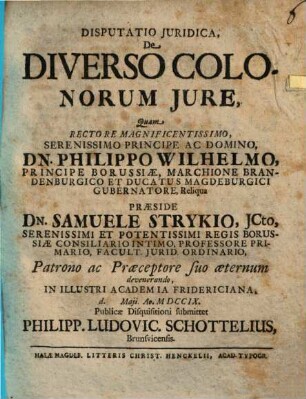 DISPUTATIO JURIDICA,
De
DIVERSO COLO-
NORUM JURE,
Quam
RECTORE MAGNIFICENTISSIMO,
SERENISSIMO PRINCIPE AC DOMINO,
DN. PHILIPPO WILHELMO,
PRINCIPE BORUSSIÆ, MARCHIONE BRAN-
DENBURGICO ET DUCATUS MAGDEBURGICI
GUBERNATORE, Reliqua
PRÆSIDE
DN. SAMUELE STRYKIO, JCto,
SERENISSIMI ET POTENTISSIMI REGIS BORUS-
SIÆ CONSILIARIO INTIMO, PROFESSORE PRI-
MARIO, FACULT. JURID. ORDINARIO,
Patrono ac Præceptore suo æternum
devenerando,
IN ILLUSTRI ACADEMIA FRIDERICIANA,
d. Maji. Ao. MDCCIX.
Publicæ Disquisitioni submittet
PHILIPP. LUDOVIC. SCHOTTELIUS,
Brunsvicensis.
HALÆ MAGDEB. LITTERIS CHRIST. HENCKELII, ACAD. TYPOGR.